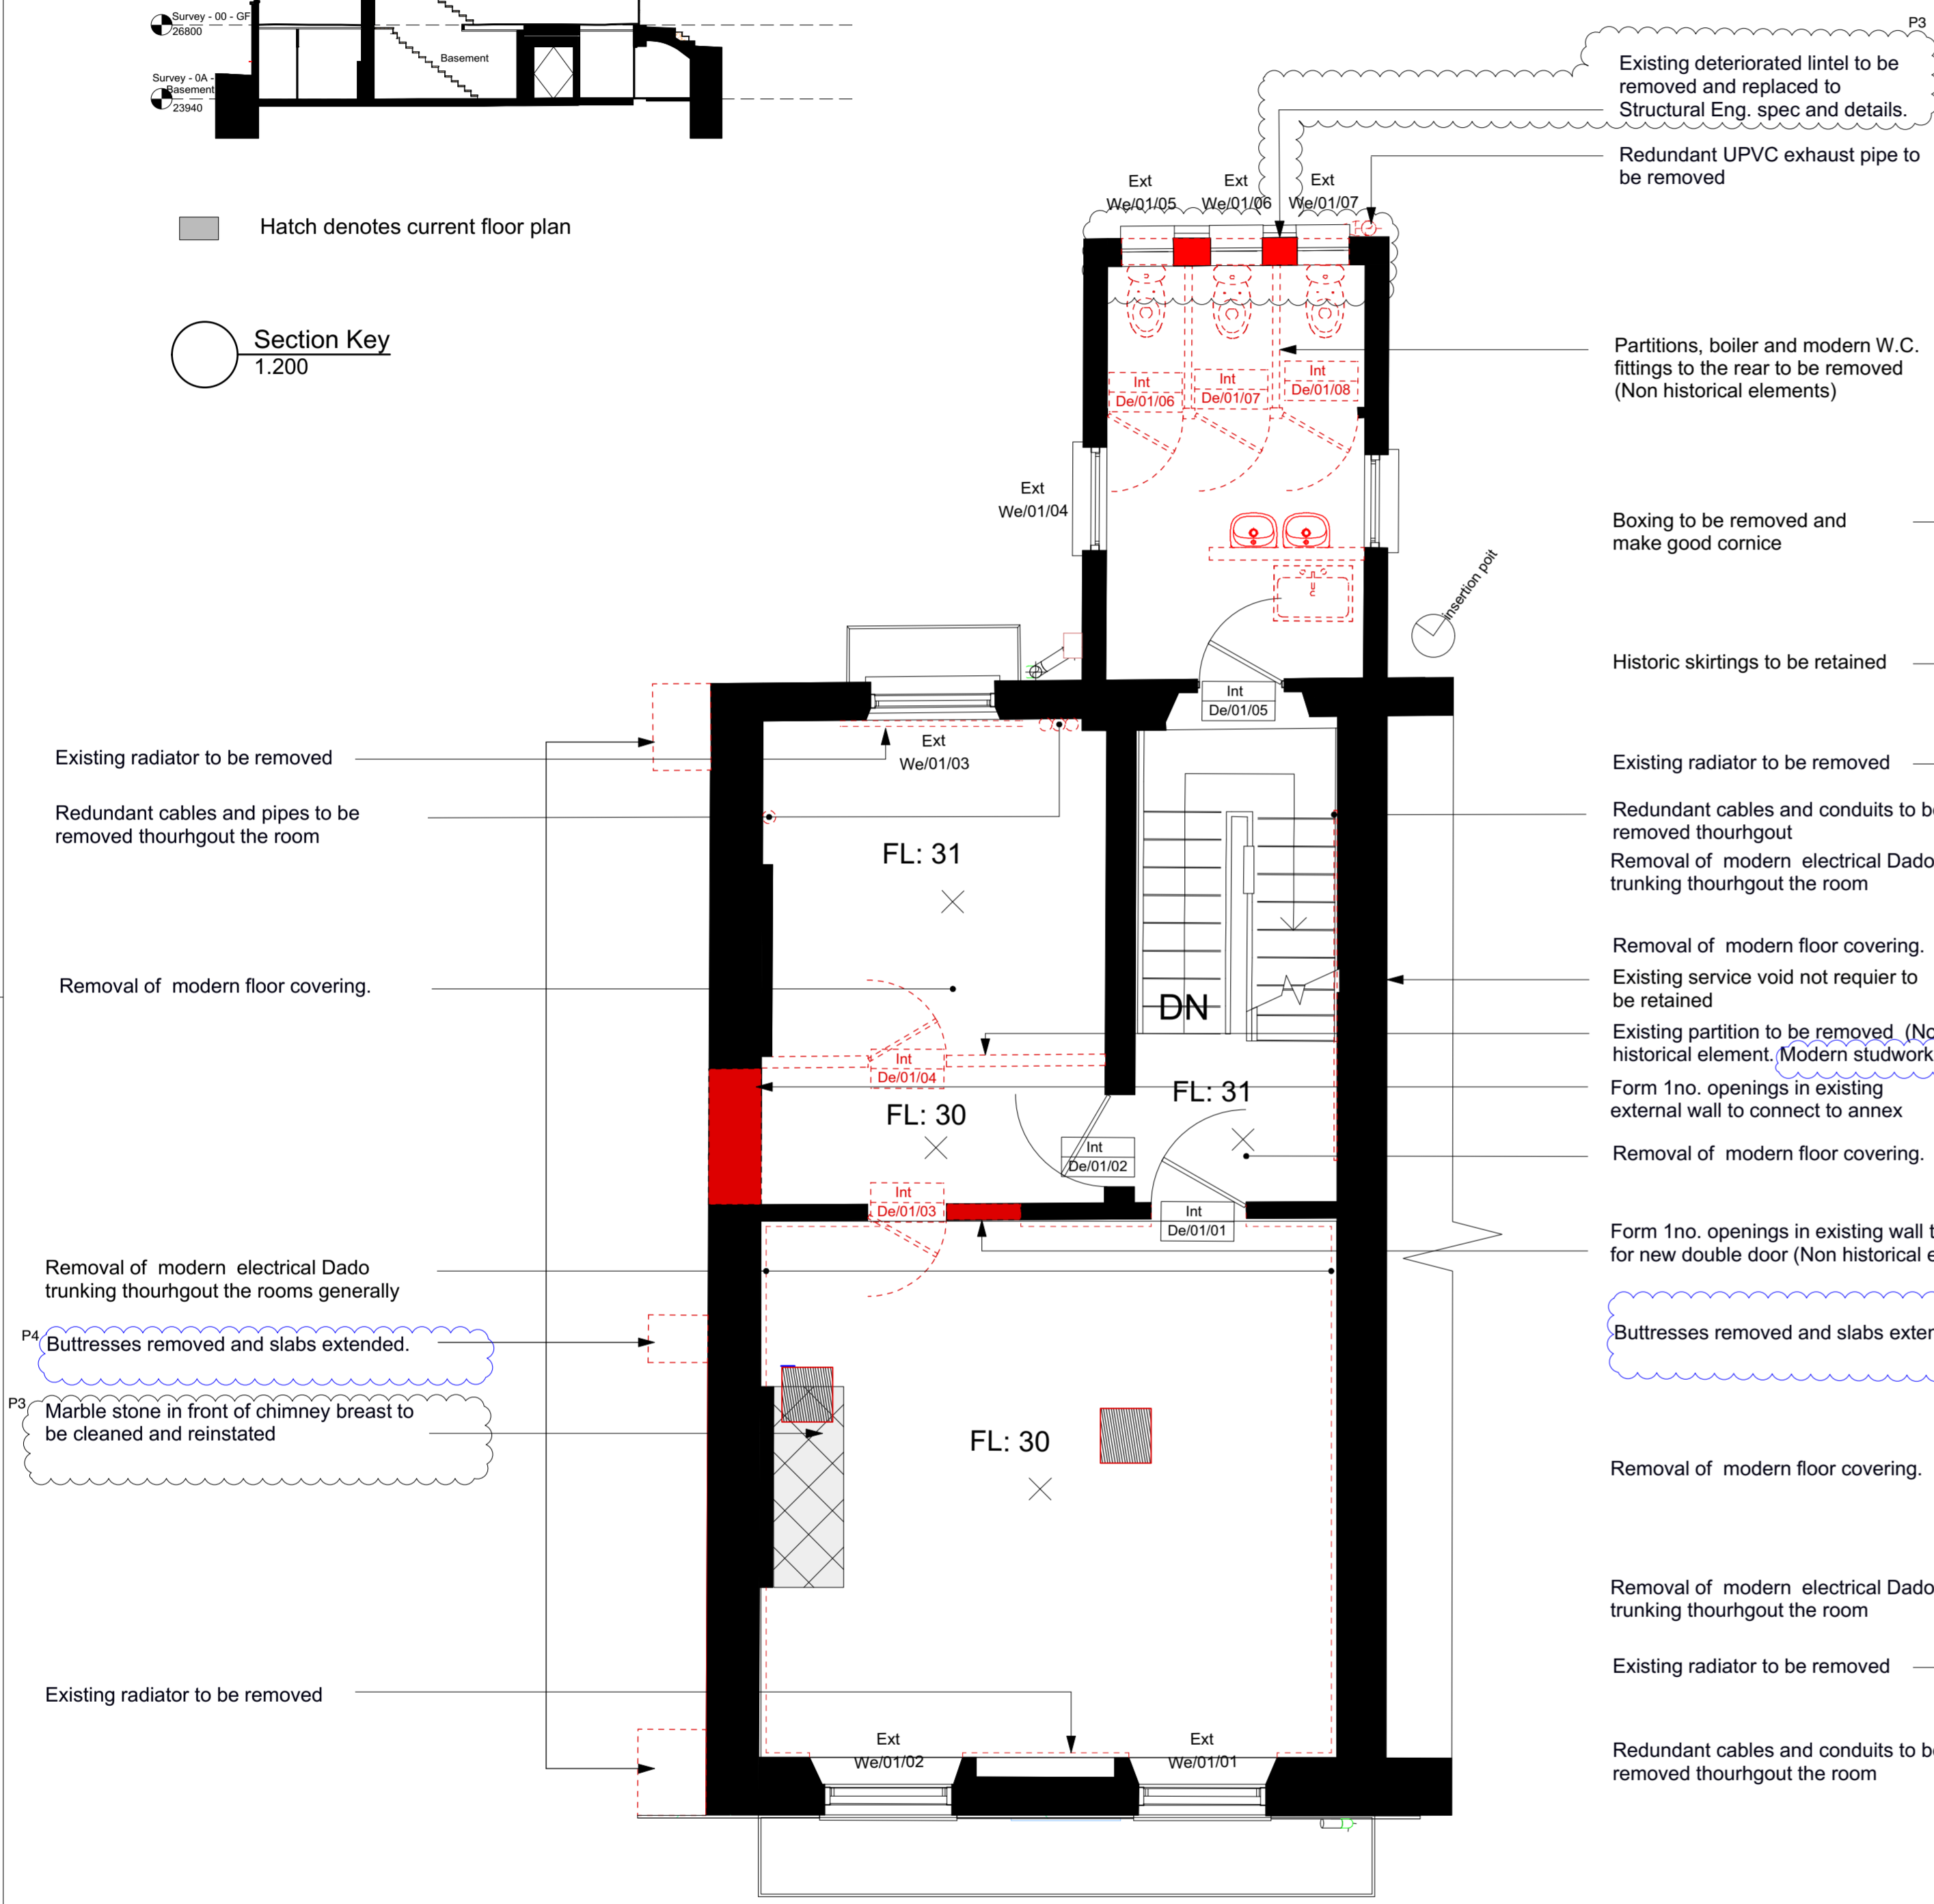 Survey - 00 - GF
26800
Basement
Survey - 0A -
Basement
23940
Hatch denotes current floor plan
Section Key
1.200
P3
Existing deteriorated lintel to be
removed and replaced to
Structural Eng. spec and details.
Redundant UPVC exhaust pipe to
be removed
Ext
We/01/05
Ext
We/01/06
Ext
We/01/07
Partitions, boiler and modern W.C.
fittings to the rear to be removed
(Non historical elements)
Int
De/01/06
Int
De/01/07
Int
De/01/08
Ext
We/01/04
Boxing to be removed and
make good cornice
insertion poit
Historic skirtings to be retained
Int
De/01/05
Existing radiator to be removed
Ext
We/01/03
Existing radiator to be removed
Redundant cables and pipes to be
removed thourhgout the room
Redundant cables and conduits to be
removed thourhgout
FL: 31
Removal of modern electrical Dado
trunking thourhgout the room
Removal of modern floor covering.
Removal of modern floor covering.
Existing service void not requier to
be retained
DN
Existing partition to be removed (No
historical element. Modern studwork
Int
De/01/04
FL: 30
FL: 31
Form 1no. openings in existing
external wall to connect to annex
Int
De/01/02
Removal of modern floor covering.
Int
De/01/03
Int
De/01/01
Form 1no. openings in existing wall t
for new double door (Non historical e
Removal of modern electrical Dado
trunking thourhgout the rooms generally
P4
Buttresses removed and slabs extended.
Buttresses removed and slabs exten
P3
Marble stone in front of chimney breast to
be cleaned and reinstated
FL: 30
Removal of modern floor covering.
Removal of modern electrical Dado
trunking thourhgout the room
Existing radiator to be removed
Existing radiator to be removed
Ext
We/01/02
Ext
We/01/01
Redundant cables and conduits to be
removed thourhgout the room